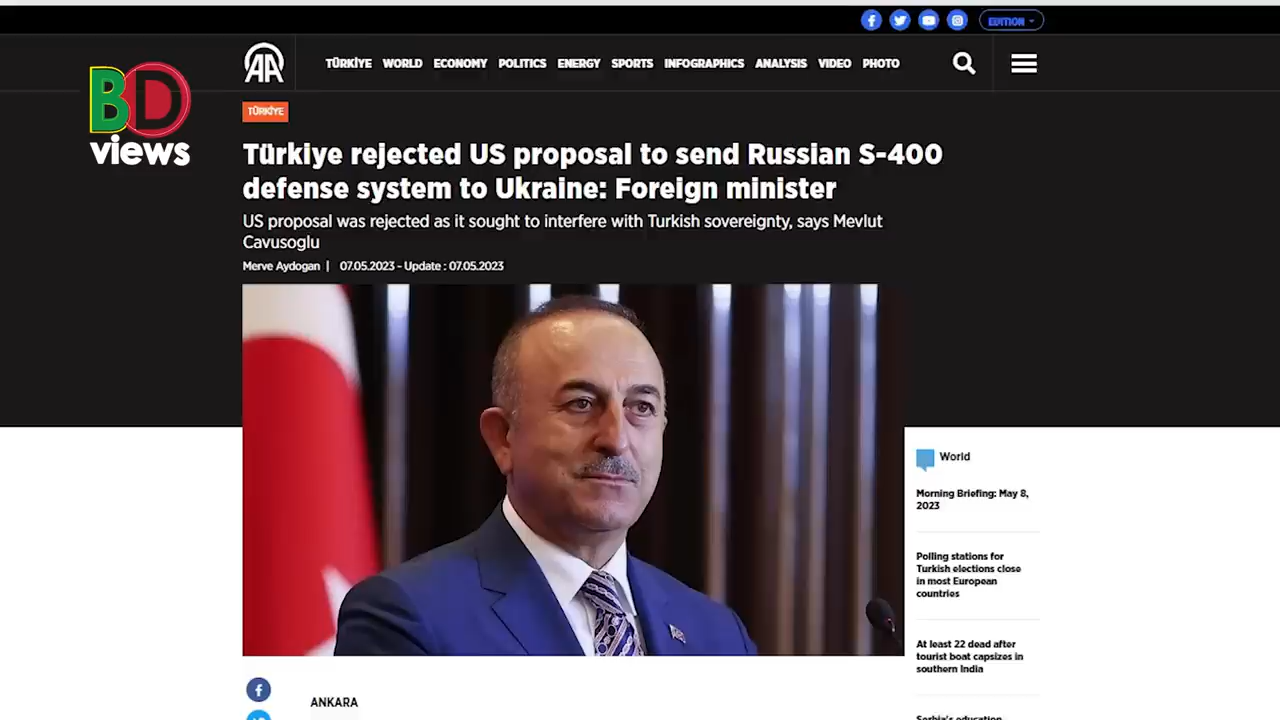 EDITION
BD
views
AA
TÜRKİYE WORLD ECONOMY POLITICS ENERGY SPORTS INFOGRAPHICS ANALYSIS VIDEO PHOTO
TÜRKİYE
Türkiye rejected US proposal to send Russian S-400
defense system to Ukraine: Foreign minister
US proposal was rejected as it sought to interfere with Turkish sovereignty, says Mevlut
Cavusoglu
Merve Aydogan | 07.05.2023 - Update : 07.05.2023
World
Morning Briefing: May 8,
2023
Polling stations for
Turkish elections close
in most European
countries
At least 22 dead after
tourist boat capsizes in
southern India
Serbia's education
ANKARA